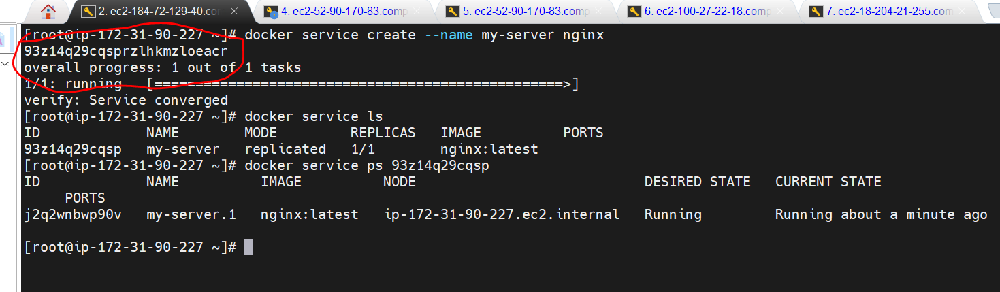 2. ec2-184-72-129-40.co
4. ec2-52-90-170-83.comp
5. ec2-52-90-170-83.comp
6. ec2-100-27-22-18.comp
7. ec2-18-204-21-255.com
[root@ip-172-31-90-227 ~]# docker service create --name my-server nginx
93z14q29cqsprzlhkmzloeacr
overall progress: 1 out of 1 tasks
1/1: running   [==================================================>]
verify: Service converged
[root@ip-172-31-90-227 ~]# docker service ls
ID             NAME        MODE         REPLICAS   IMAGE          PORTS
93z14q29cqsp   my-server   replicated   1/1        nginx:latest
[root@ip-172-31-90-227 ~]# docker service ps 93z14q29cqsp
ID             NAME          IMAGE          NODE                            DESIRED STATE   CURRENT STATE
     PORTS
j2q2wnbwp90v   my-server.1   nginx:latest   ip-172-31-90-227.ec2.internal   Running         Running about a minute ago
[root@ip-172-31-90-227 ~]#